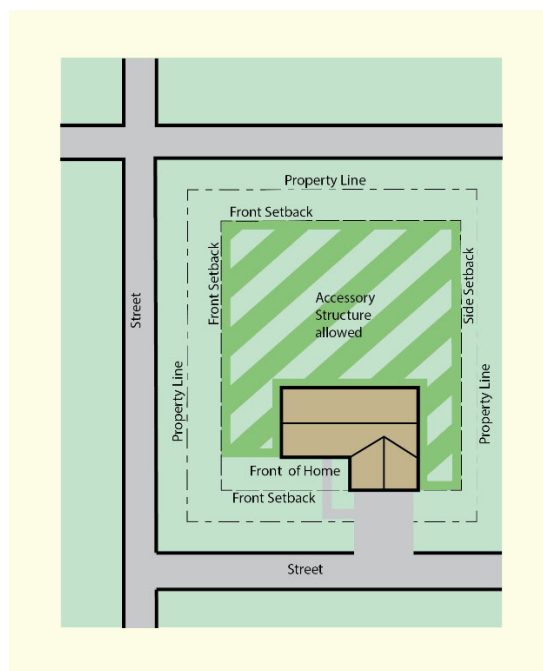 Property Line
Front Setback
Front Setback
Side Setback
Accessory
Structure
allowed
Street
Property Line
Property Line
Front of Home
Front Setback
Street